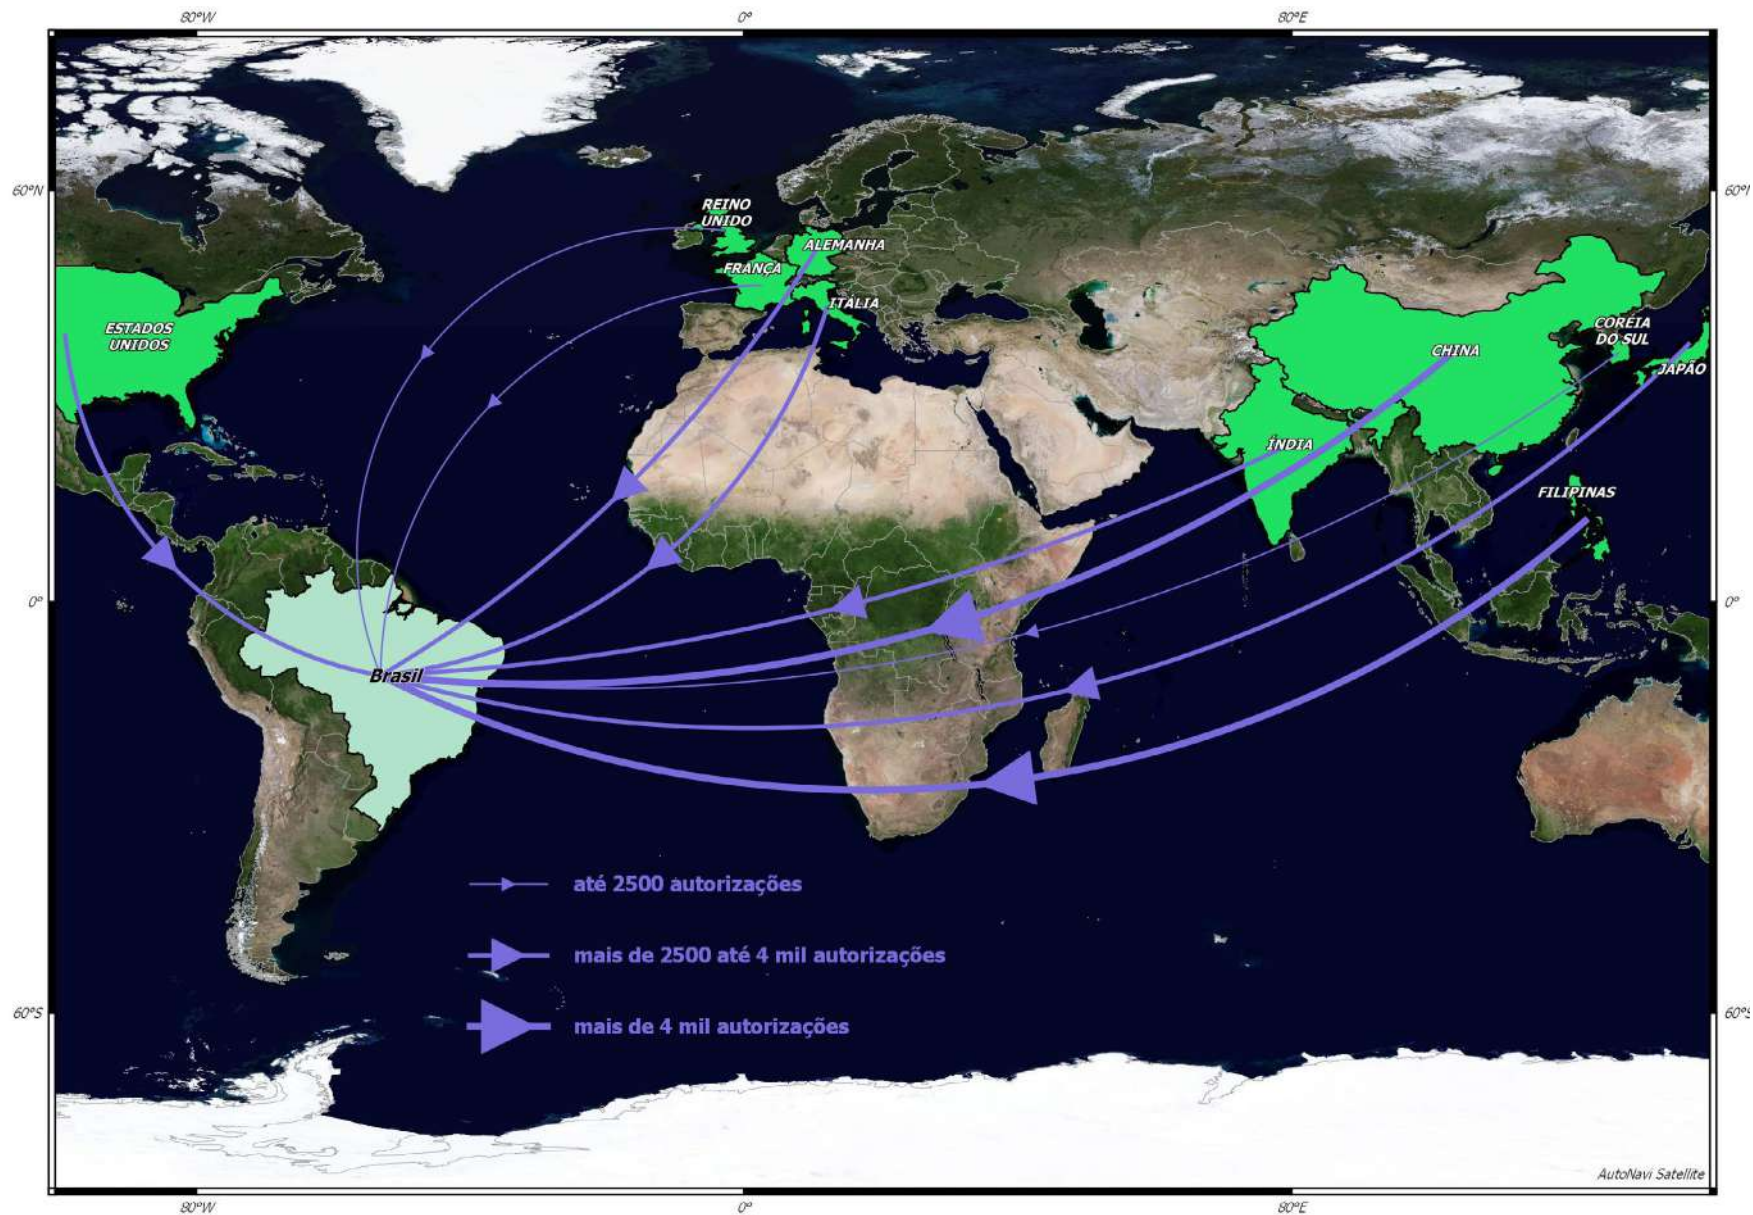 80°W 0° 80°E
60°N 60°N
REINO
UNIDO
ALEMANHA
FRANÇA
ITÁLIA
ESTADOS
UNIDOS
CORÉIA
DO SUL
CHINA
JAPÃO
ÍNDIA
FILIPINAS
0° 0°
Brasil
até 2500 autorizações
mais de 2500 até 4 mil autorizações
60°S 60°S
mais de 4 mil autorizações
AutoNavi Satellite
80°W 0° 80°E